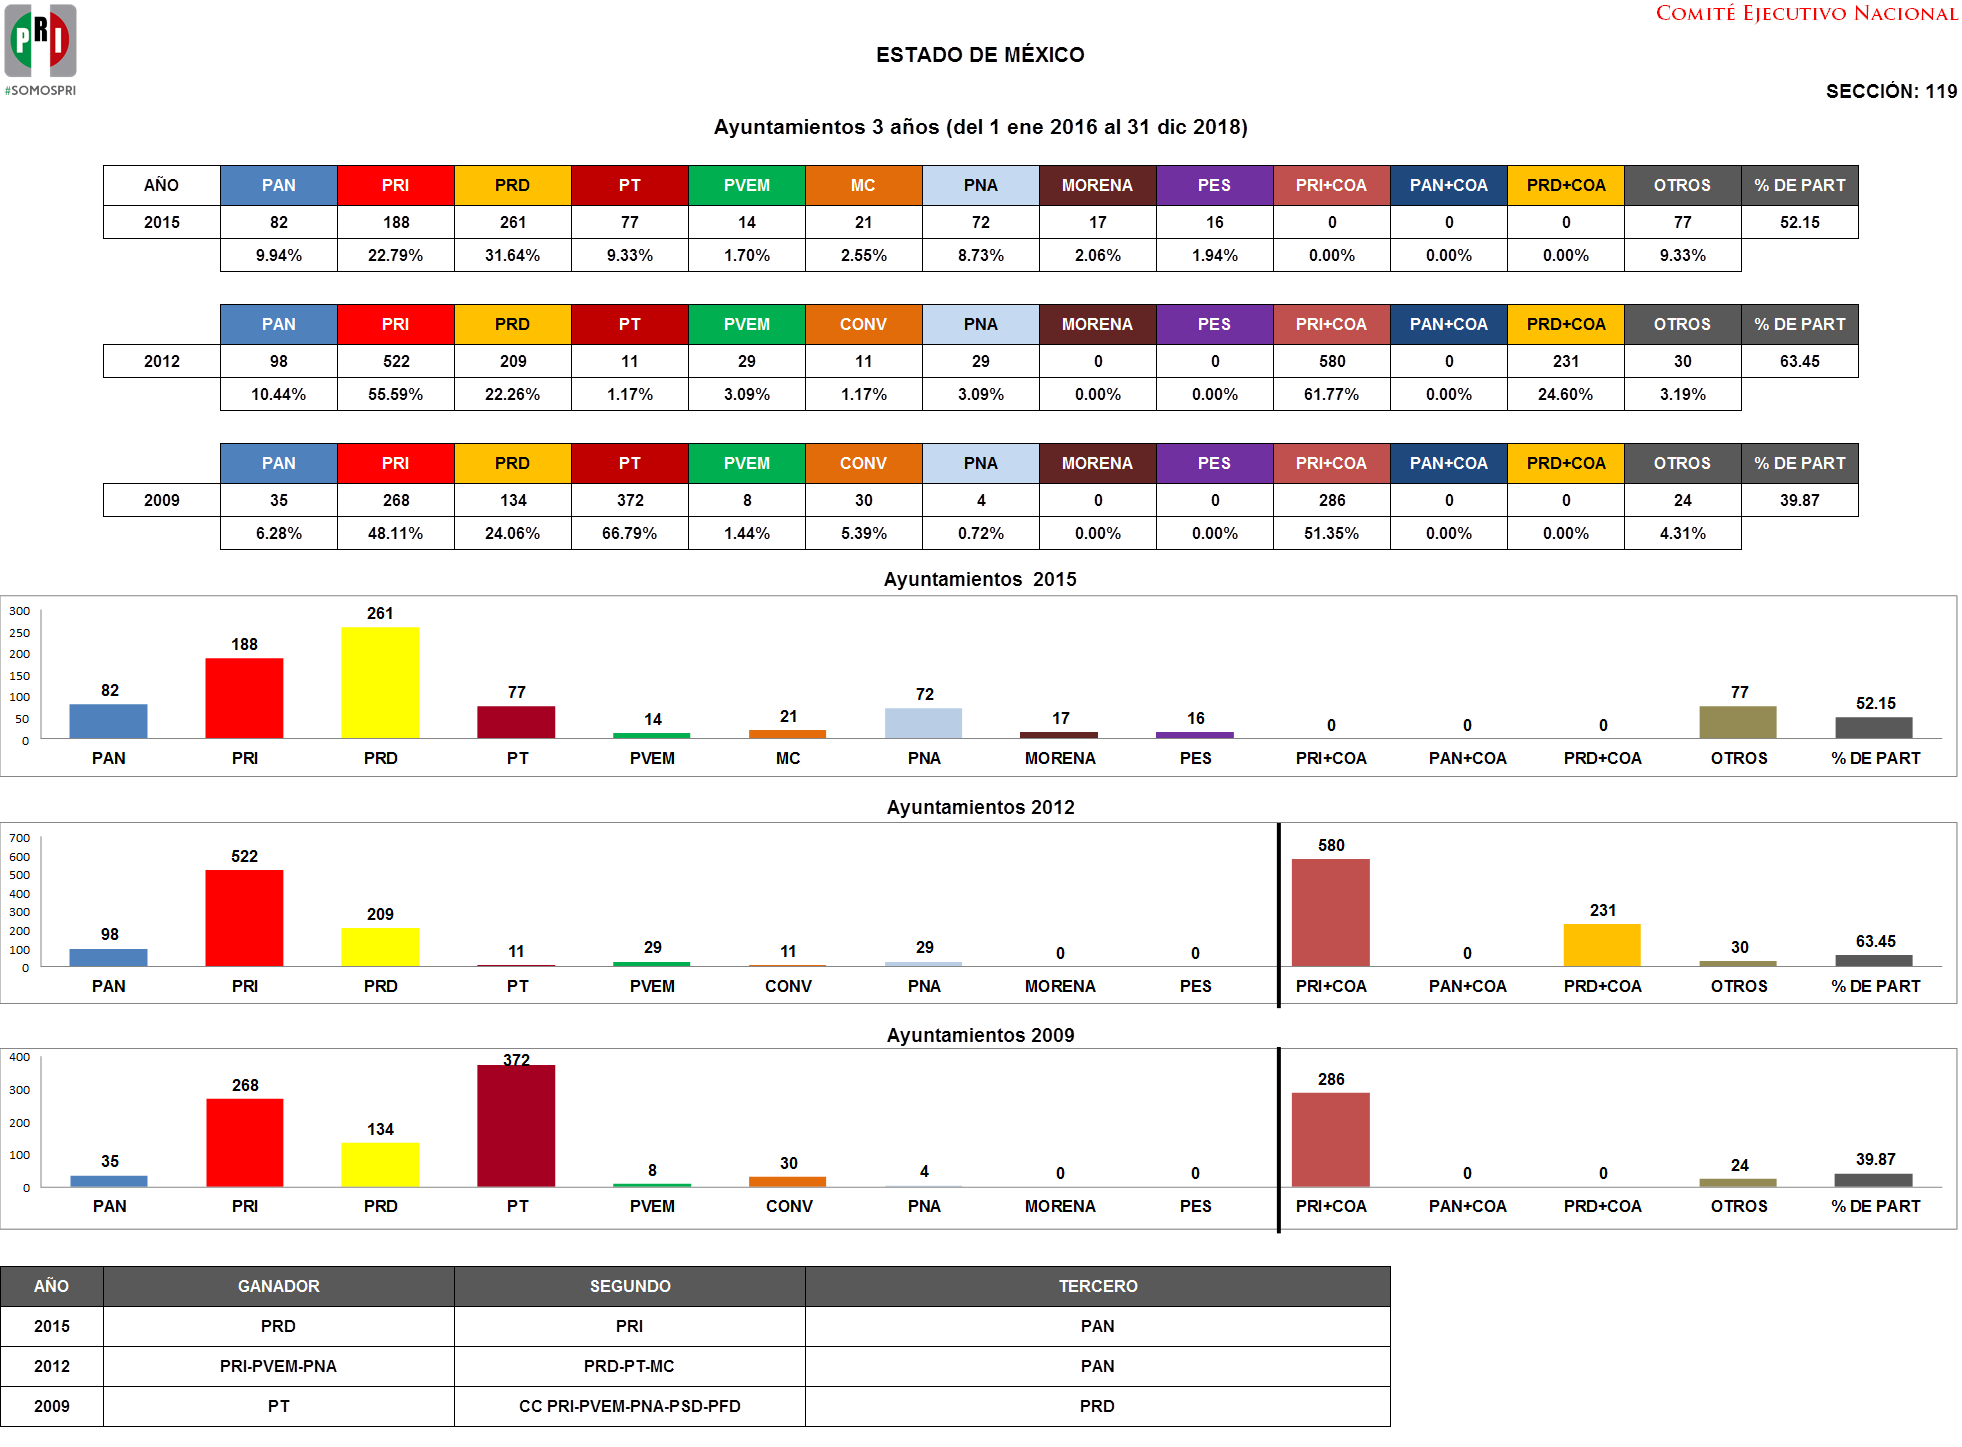 COMITÉ EJECUTIVO NACIONAL
PRI
#SOMOSPRI
ESTADO DE MÉXICO
SECCIÓN: 119
Ayuntamientos 3 años (del 1 ene 2016 al 31 dic 2018)
AÑO PAN PRI PRD PT PVEM MC PNA MORENA PES PRI+COA PAN+COA PRD+COA OTROS % DE PART
2015 82 188 261 77 14 21 72 17 16 0 0 0 77 52.15
9.94% 22.79% 31.64% 9.33% 1.70% 2.55% 8.73% 2.06% 1.94% 0.00% 0.00% 0.00% 9.33%
PAN PRI PRD PT PVEM CONV PNA MORENA PES PRI+COA PAN+COA PRD+COA OTROS % DE PART
2012 98 522 209 11 29 11 29 0 0 580 0 231 30 63.45
10.44% 55.59% 22.26% 1.17% 3.09% 1.17% 3.09% 0.00% 0.00% 61.77% 0.00% 24.60% 3.19%
PAN PRI PRD PT PVEM CONV PNA MORENA PES PRI+COA PAN+COA PRD+COA OTROS % DE PART
2009 35 268 134 372 8 30 4 0 0 286 0 0 24 39.87
6.28% 48.11% 24.06% 66.79% 1.44% 5.39% 0.72% 0.00% 0.00% 51.35% 0.00% 0.00% 4.31%
Ayuntamientos 2015
300
250
200
150
100
50
0
82 188 261 77 14 21 72 17 16 0 0 0 77 52.15
PAN PRI PRD PT PVEM MC PNA MORENA PES PRI+COA PAN+COA PRD+COA OTROS % DE PART
Ayuntamientos 2012
700
600
500
400
300
200
100
0
98 522 209 11 29 11 29 0 0 580 0 231 30 63.45
PAN PRI PRD PT PVEM CONV PNA MORENA PES PRI+COA PAN+COA PRD+COA OTROS % DE PART
Ayuntamientos 2009
400
300
200
100
0
35 268 134 372 8 30 4 0 0 286 0 0 24 39.87
PAN PRI PRD PT PVEM CONV PNA MORENA PES PRI+COA PAN+COA PRD+COA OTROS % DE PART
AÑO GANADOR SEGUNDO TERCERO
2015 PRD PRI PAN
2012 PRI-PVEM-PNA PRD-PT-MC PAN
2009 PT CC PRI-PVEM-PNA-PSD-PFD PRD